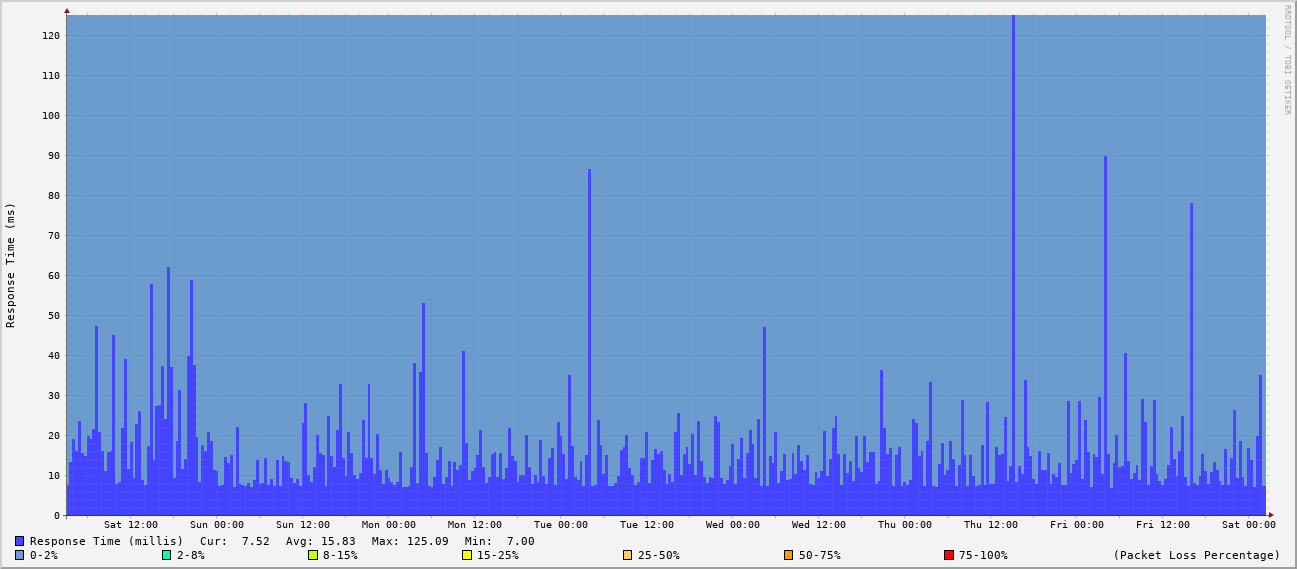 RRDTOOL / TOBI OETIKER
Response Time (ms)
120
110
100
90
80
70
60
50
40
30
20
10
0
Sat 12:00 Sun 00:00 Sun 12:00 Mon 00:00 Mon 12:00 Tue 00:00 Tue 12:00 Wed 00:00 Wed 12:00 Thu 00:00 Thu 12:00 Fri 00:00 Fri 12:00 Sat 00:00
Response Time (millis) Cur: 7.52 Avg: 15.83 Max: 125.09 Min: 7.00
0-2% 2-8% 8-15% 15-25% 25-50% 50-75% 75-100% (Packet Loss Percentage)